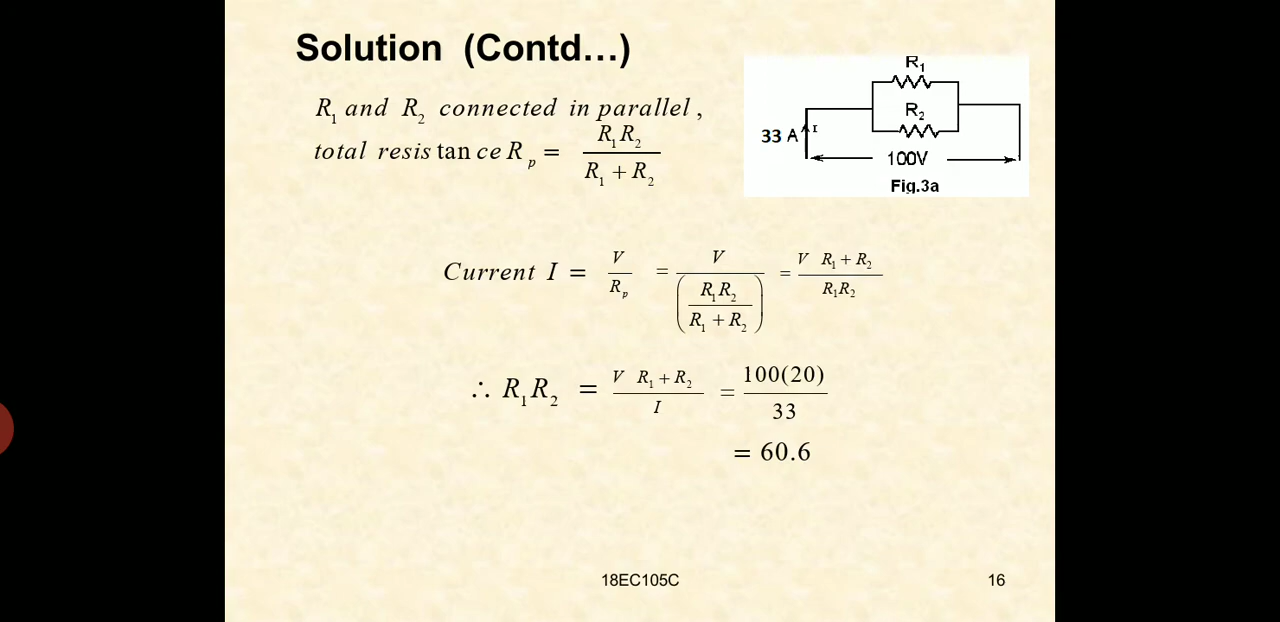 Solution (Contd...)
R₁ and R₂ connected in parallel ,
total resis tan ce R_p = R₁R₂ / (R₁ + R₂)
R₁
R₂
33 A
I
100V
Fig.3a
Current I = V / R_p = V / (R₁R₂ / (R₁ + R₂)) = V R₁ + R₂ / R₁R₂
∴ R₁R₂ = V R₁ + R₂ / I = 100(20) / 33
= 60.6
18EC105C
16